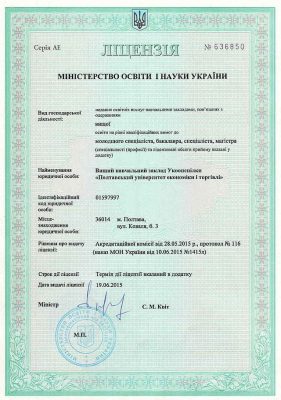 ЛІЦЕНЗІЯ
Серія АЕ
№ 636850
МІНІСТЕРСТВО ОСВІТИ І НАУКИ УКРАЇНИ
Вид господарської діяльності:
надання освітніх послуг навчальними закладами, пов'язаних з одержанням
вищої
освіти на рівні кваліфікаційних вимог до
молодшого спеціаліста, бакалавра, спеціаліста, магістра
(спеціальності (професії) та ліцензовані обсяги прийому вказані у додатку)
Найменування юридичної особи:
Вищий навчальний заклад Укоопспілки
«Полтавський університет економіки і торгівлі»
Ідентифікаційний код юридичної особи:
01597997
Місце-знаходження юридичної особи:
36014 м. Полтава,
вул. Коваля, б. 3
Рішення про видачу ліцензії:
Акредитаційної комісії від 28.05.2015 р., протокол № 116
(наказ МОН України від 10.06.2015 №1415л)
Термін дії ліцензії
Термін дії ліцензії вказаний в додатку
Дата видачі ліцензії
19.06.2015
Міністр
С. М. Квіт
М.П.